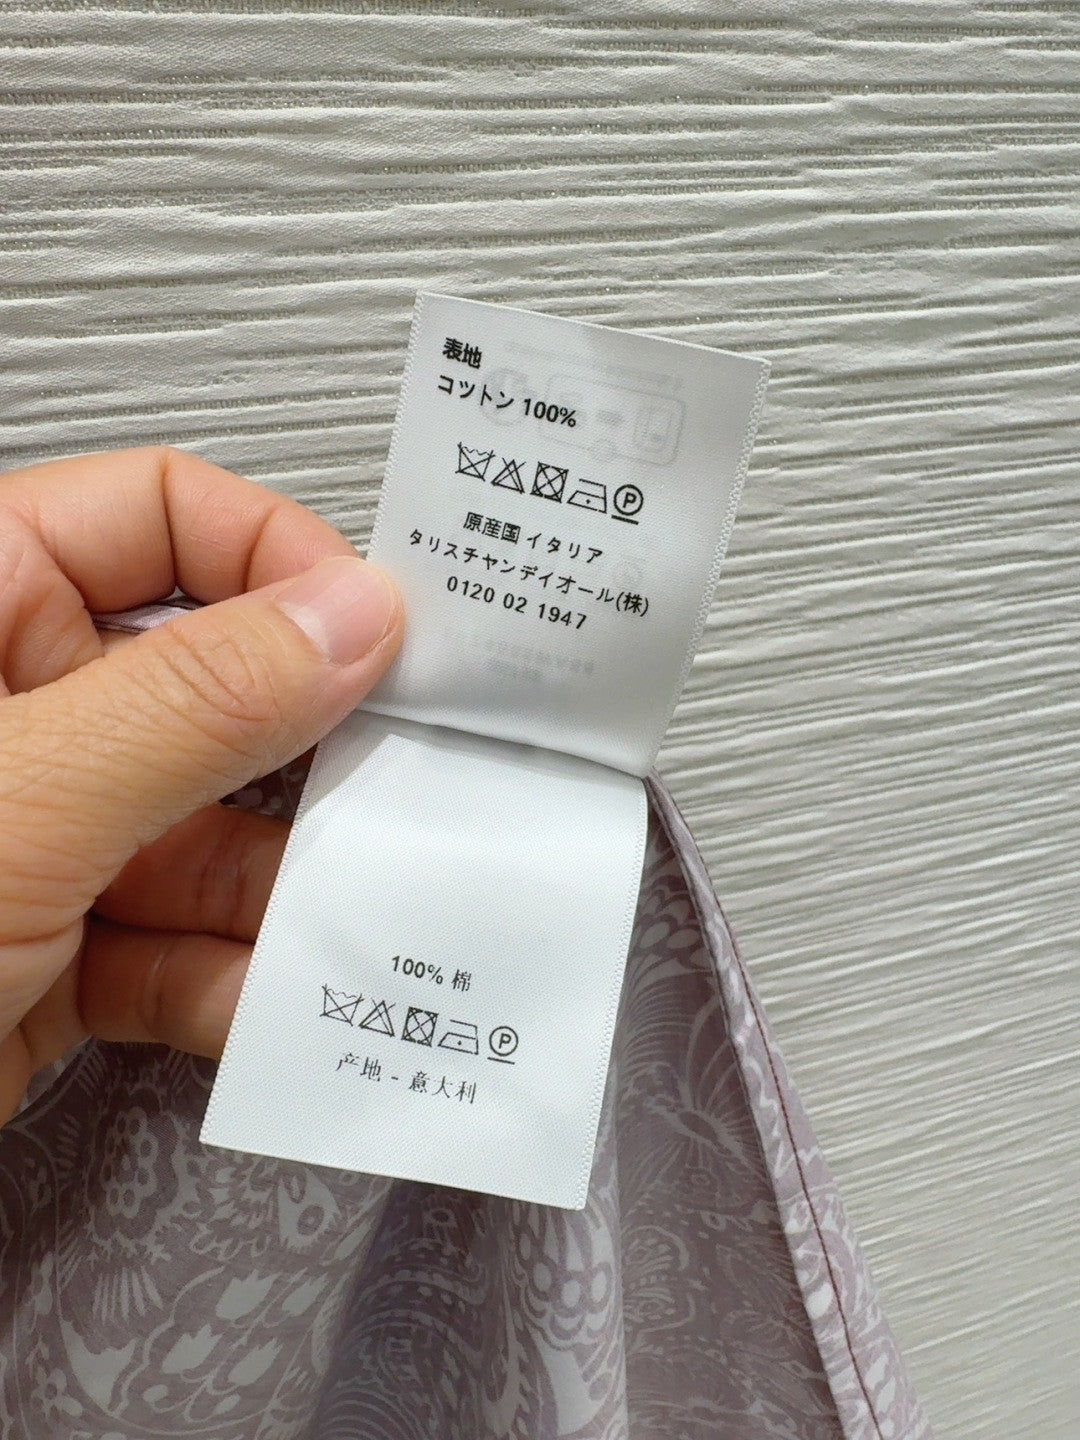 表地
コットン 100%
P
原産国 イタリア
タリスチャンディオール(株)
0120 02 1947
100% 棉
P
产地 - 意大利